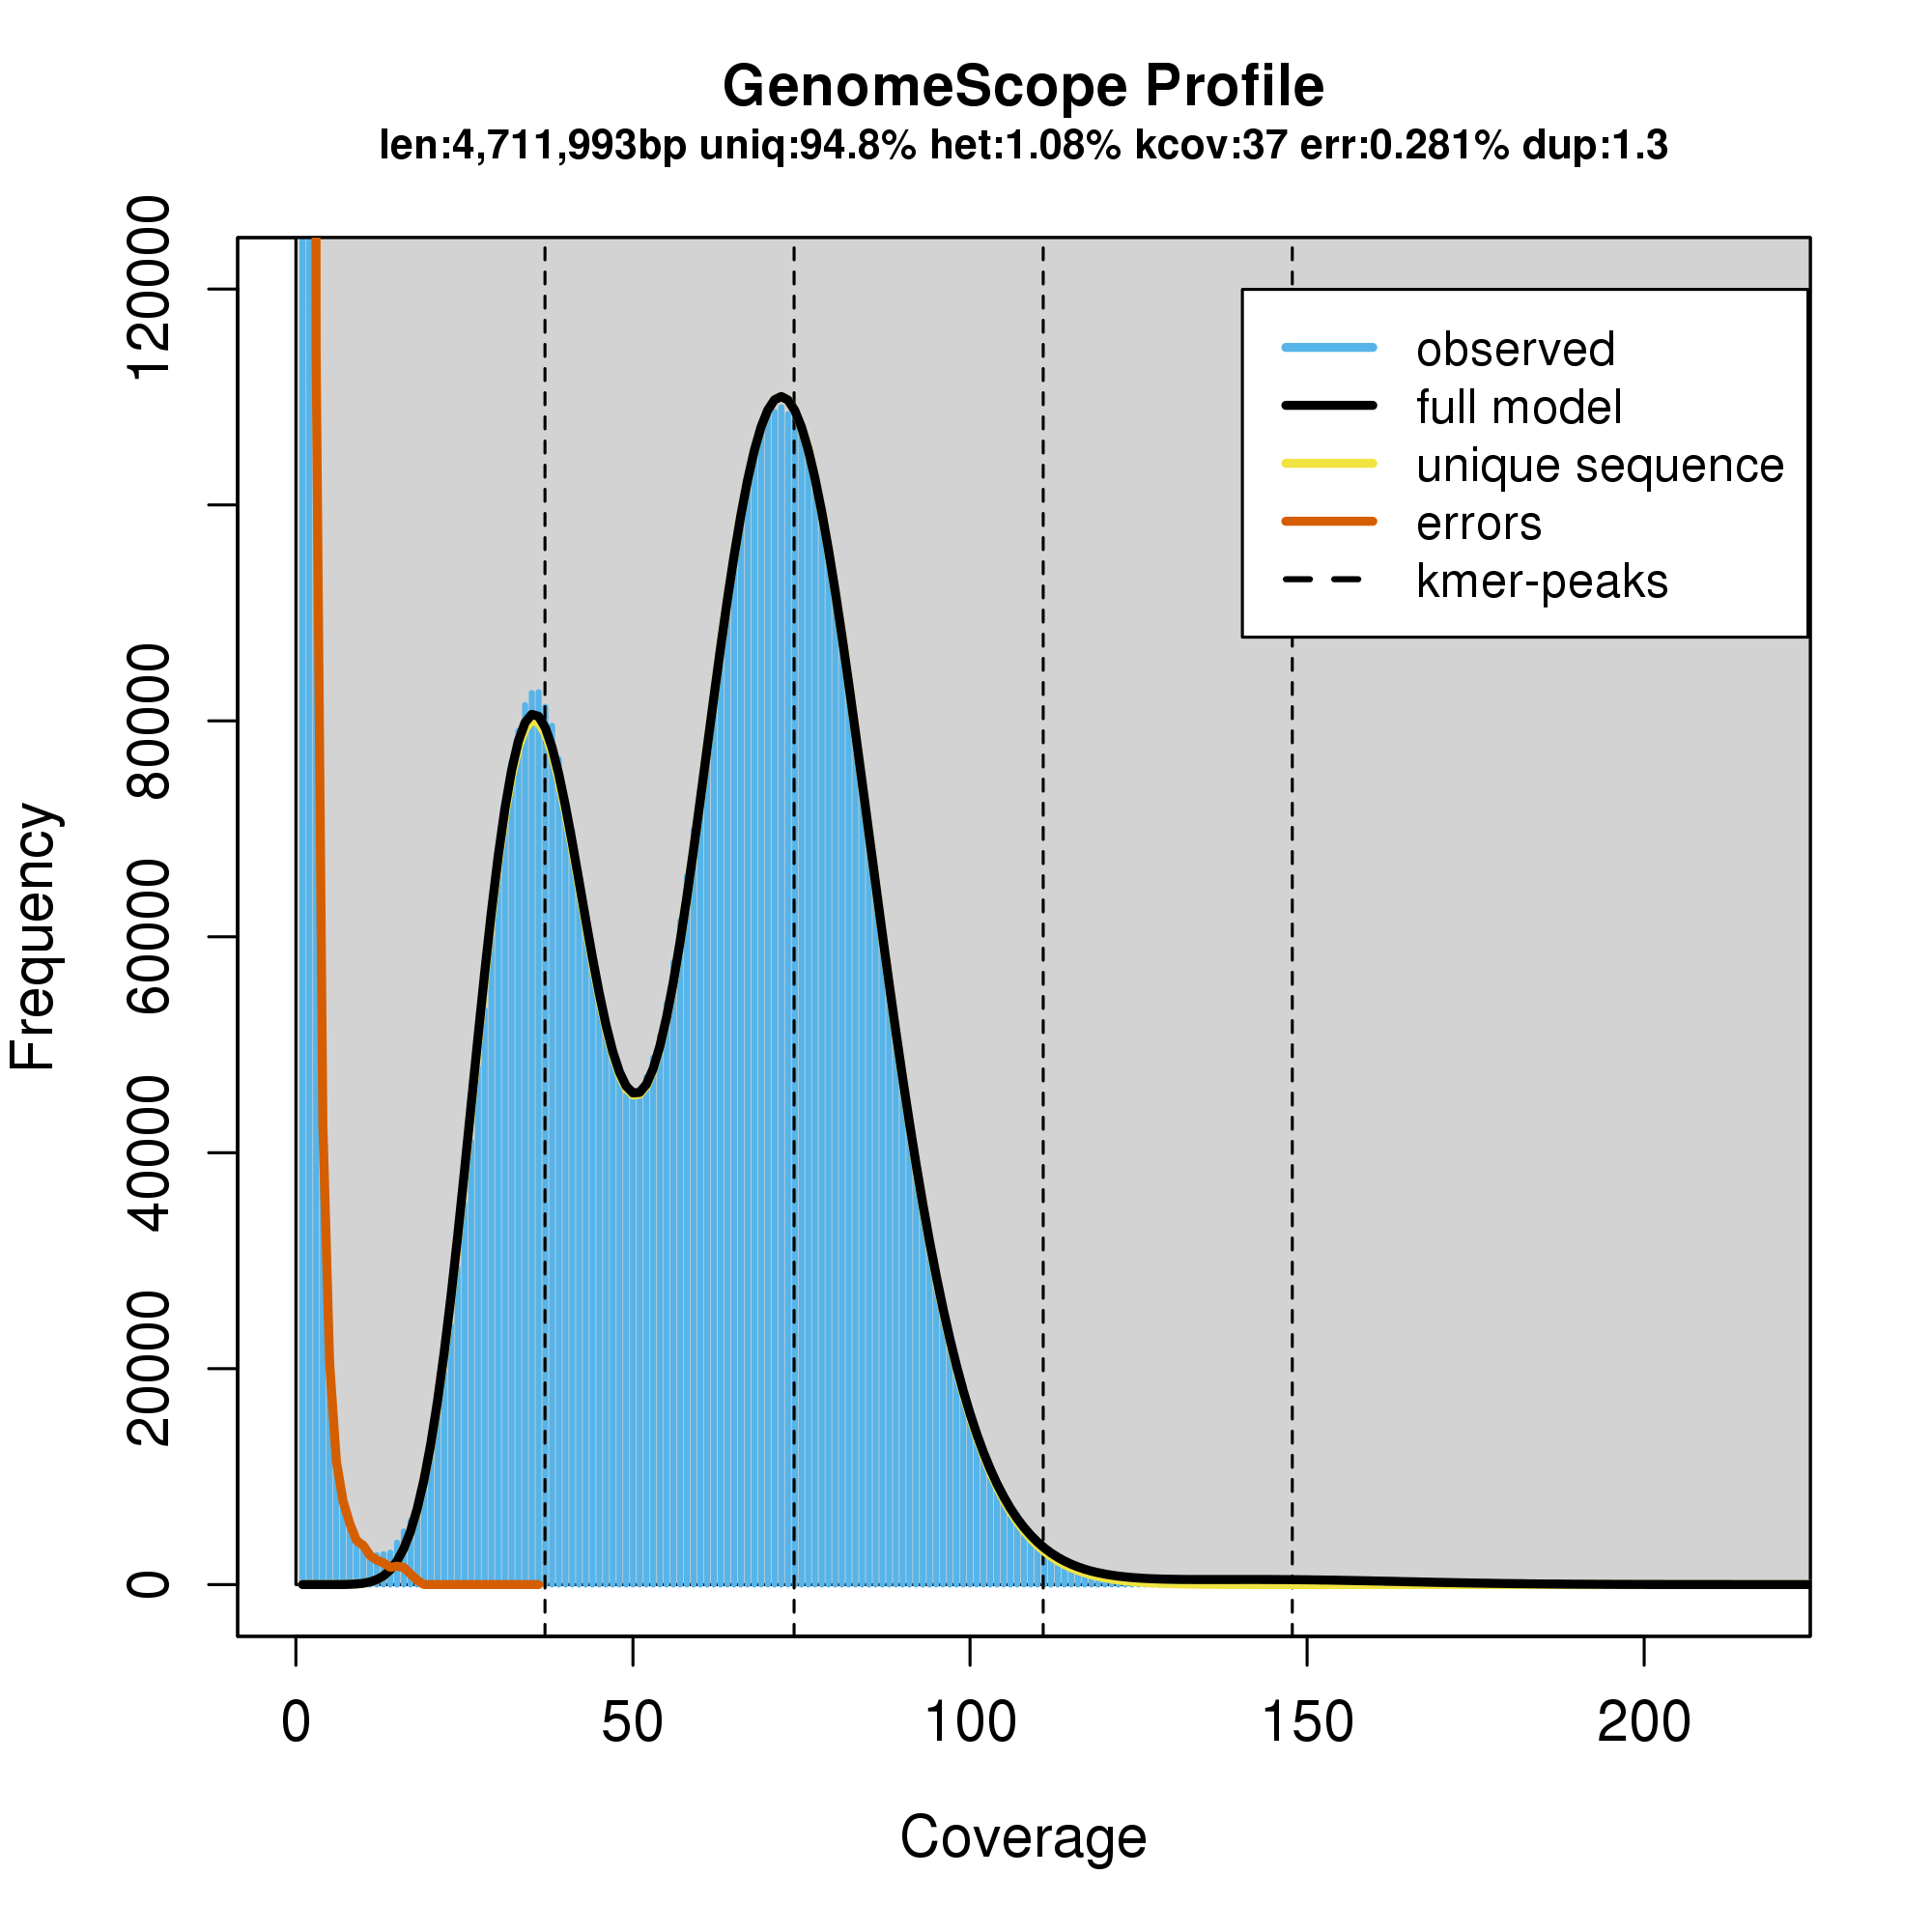 GenomeScope Profile
len:4,711,993bp uniq:94.8% het:1.08% kcov:37 err:0.281% dup:1.3
120000
80000
60000
40000
20000
0
Frequency
observed
full model
unique sequence
errors
kmer-peaks
0 50 100 150 200
Coverage